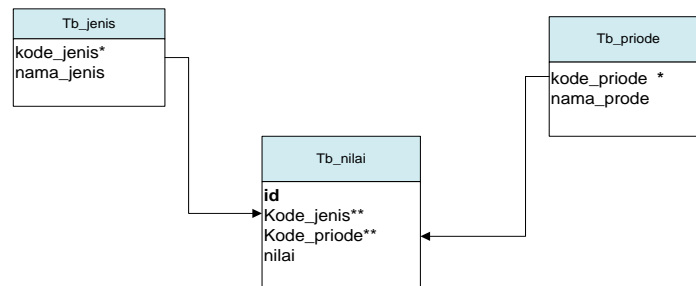 Tb_jenis
kode_jenis*
nama_jenis
Tb_priode
kode_priode *
nama_prode
Tb_nilai
id
Kode_jenis**
Kode_priode**
nilai